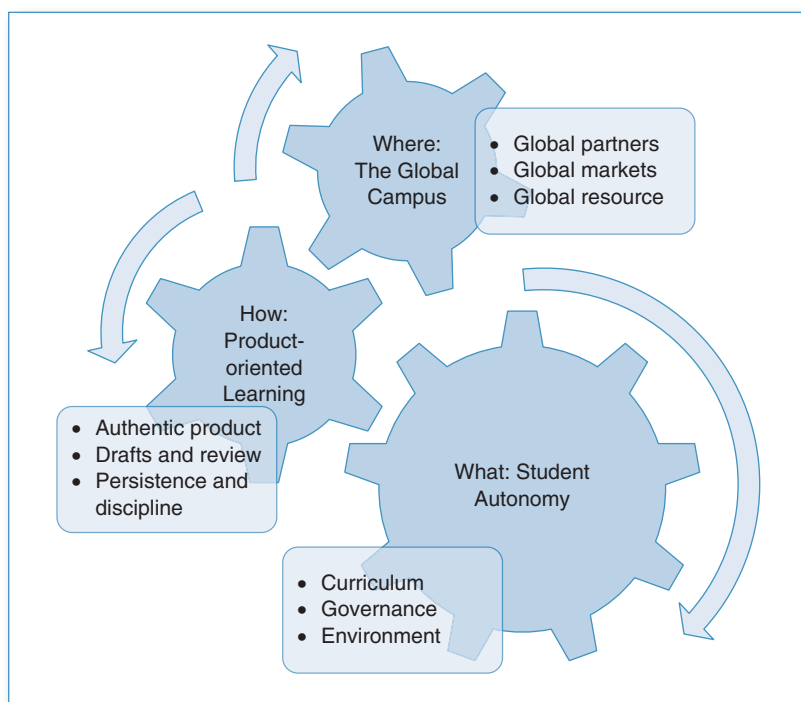 Where:
The Global
Campus
• Global partners
• Global markets
• Global resource
How:
Product-
oriented
Learning
• Authentic product
• Drafts and review
• Persistence and
discipline
What: Student
Autonomy
• Curriculum
• Governance
• Environment